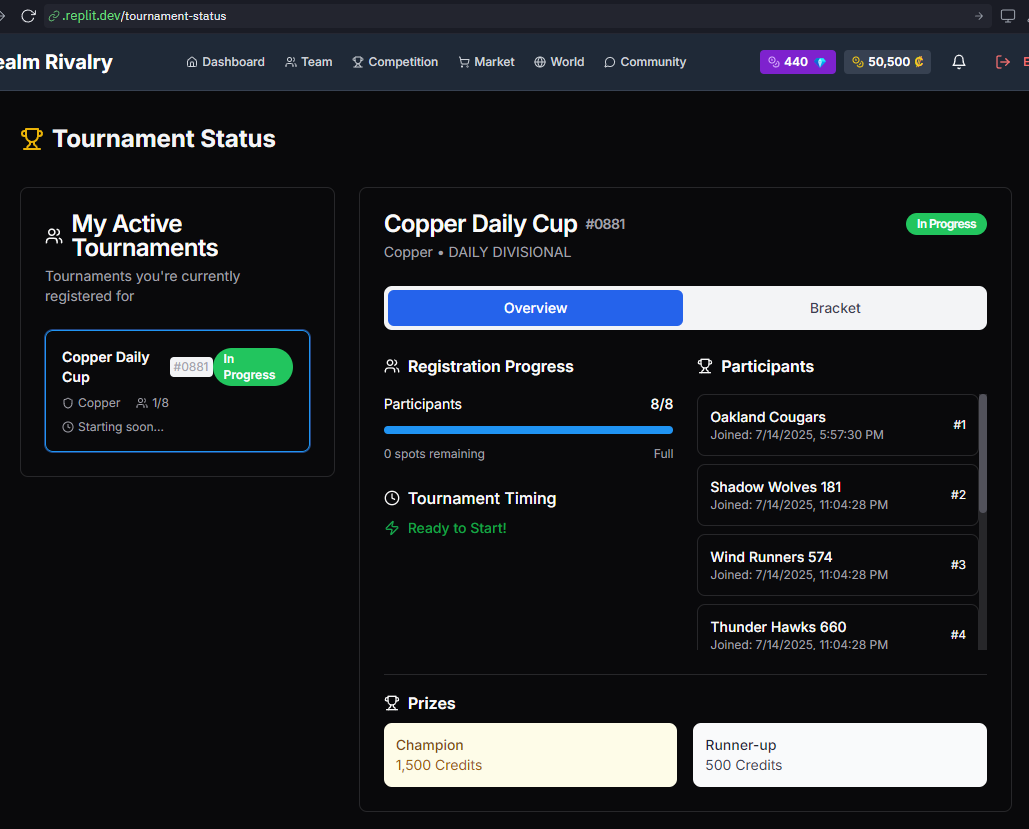 .replit.dev/tournament-status
ealm Rivalry
Dashboard
Team
Competition
Market
World
Community
440
50,500 ₡
Tournament Status
My Active
Tournaments
Tournaments you're currently
registered for
Copper Daily
Cup
#0881
In
Progress
Copper
1/8
Starting soon...
Copper Daily Cup #0881
In Progress
Copper • DAILY DIVISIONAL
Overview
Bracket
Registration Progress
Participants 8/8
0 spots remaining Full
Tournament Timing
Ready to Start!
Participants
Oakland Cougars
Joined: 7/14/2025, 5:57:30 PM
#1
Shadow Wolves 181
Joined: 7/14/2025, 11:04:28 PM
#2
Wind Runners 574
Joined: 7/14/2025, 11:04:28 PM
#3
Thunder Hawks 660
Joined: 7/14/2025, 11:04:28 PM
#4
Prizes
Champion
1,500 Credits
Runner-up
500 Credits